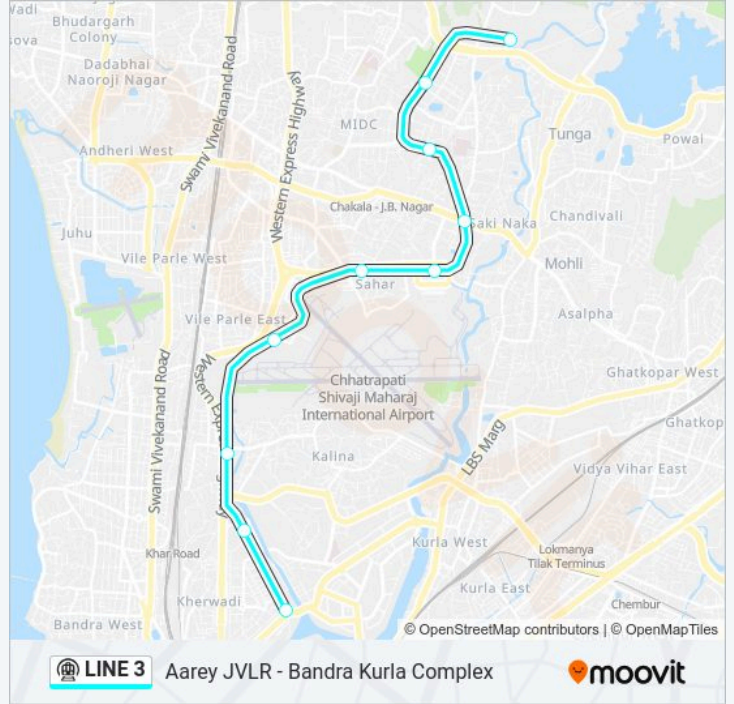 Wadi
Bhudargarh
Colony
sova
Dadabhai
Naoroji Nagar
Swami Vivekanand Road
Western Express Highway
MIDC
Tunga
Powai
Andheri West
Chakala - J.B. Nagar
Saki Naka
Chandivali
Juhu
Vile Parle West
Mohli
Sahar
Asalpha
Vile Parle East
Ghatkopar West
Chhatrapati
Shivaji Maharaj
International Airport
Swami Vivekanand Road
Ghatkop
LBS Marg
Kalina
Vidya Vihar East
Khar Road
Kurla West
Lokmanya
Tilak Terminus
Kurla East
Kherwadi
Chembur
Bandra West
© OpenStreetMap contributors | © OpenMapTiles
LINE 3
Aarey JVLR - Bandra Kurla Complex
moovit